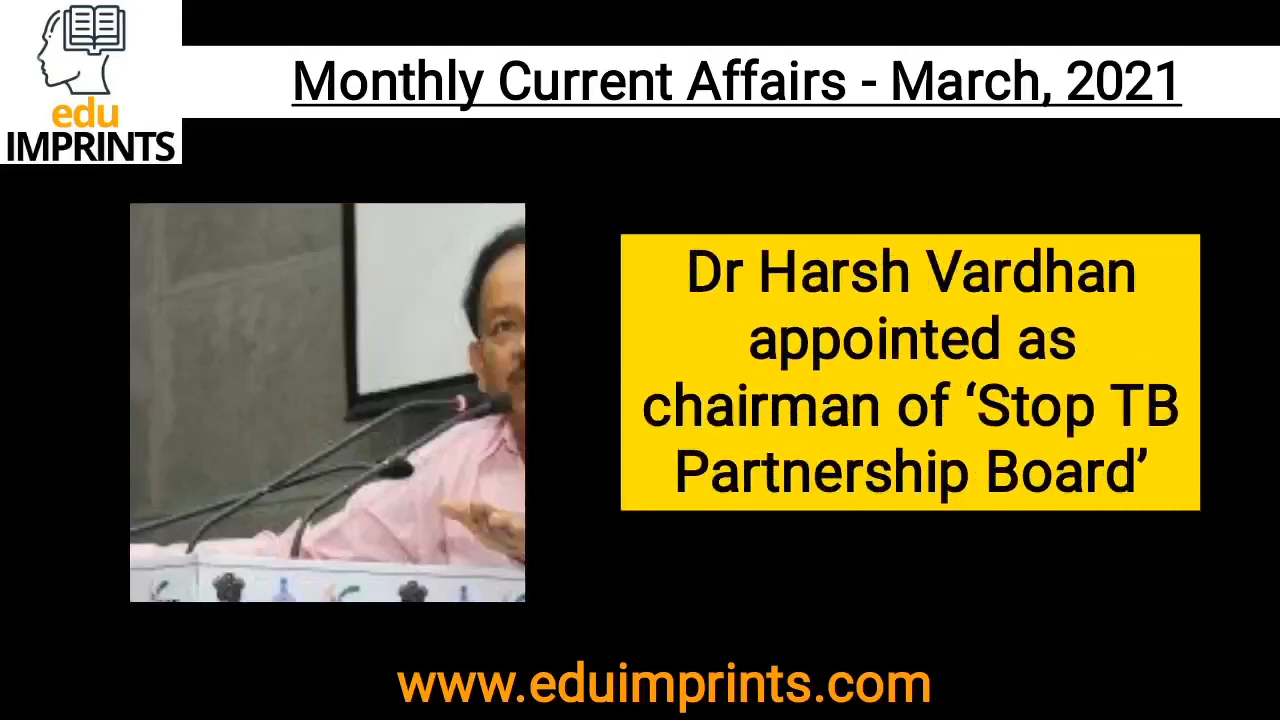 edu
IMPRINTS
Monthly Current Affairs - March, 2021
Dr Harsh Vardhan
appointed as
chairman of ‘Stop TB
Partnership Board’
www.eduimprints.com